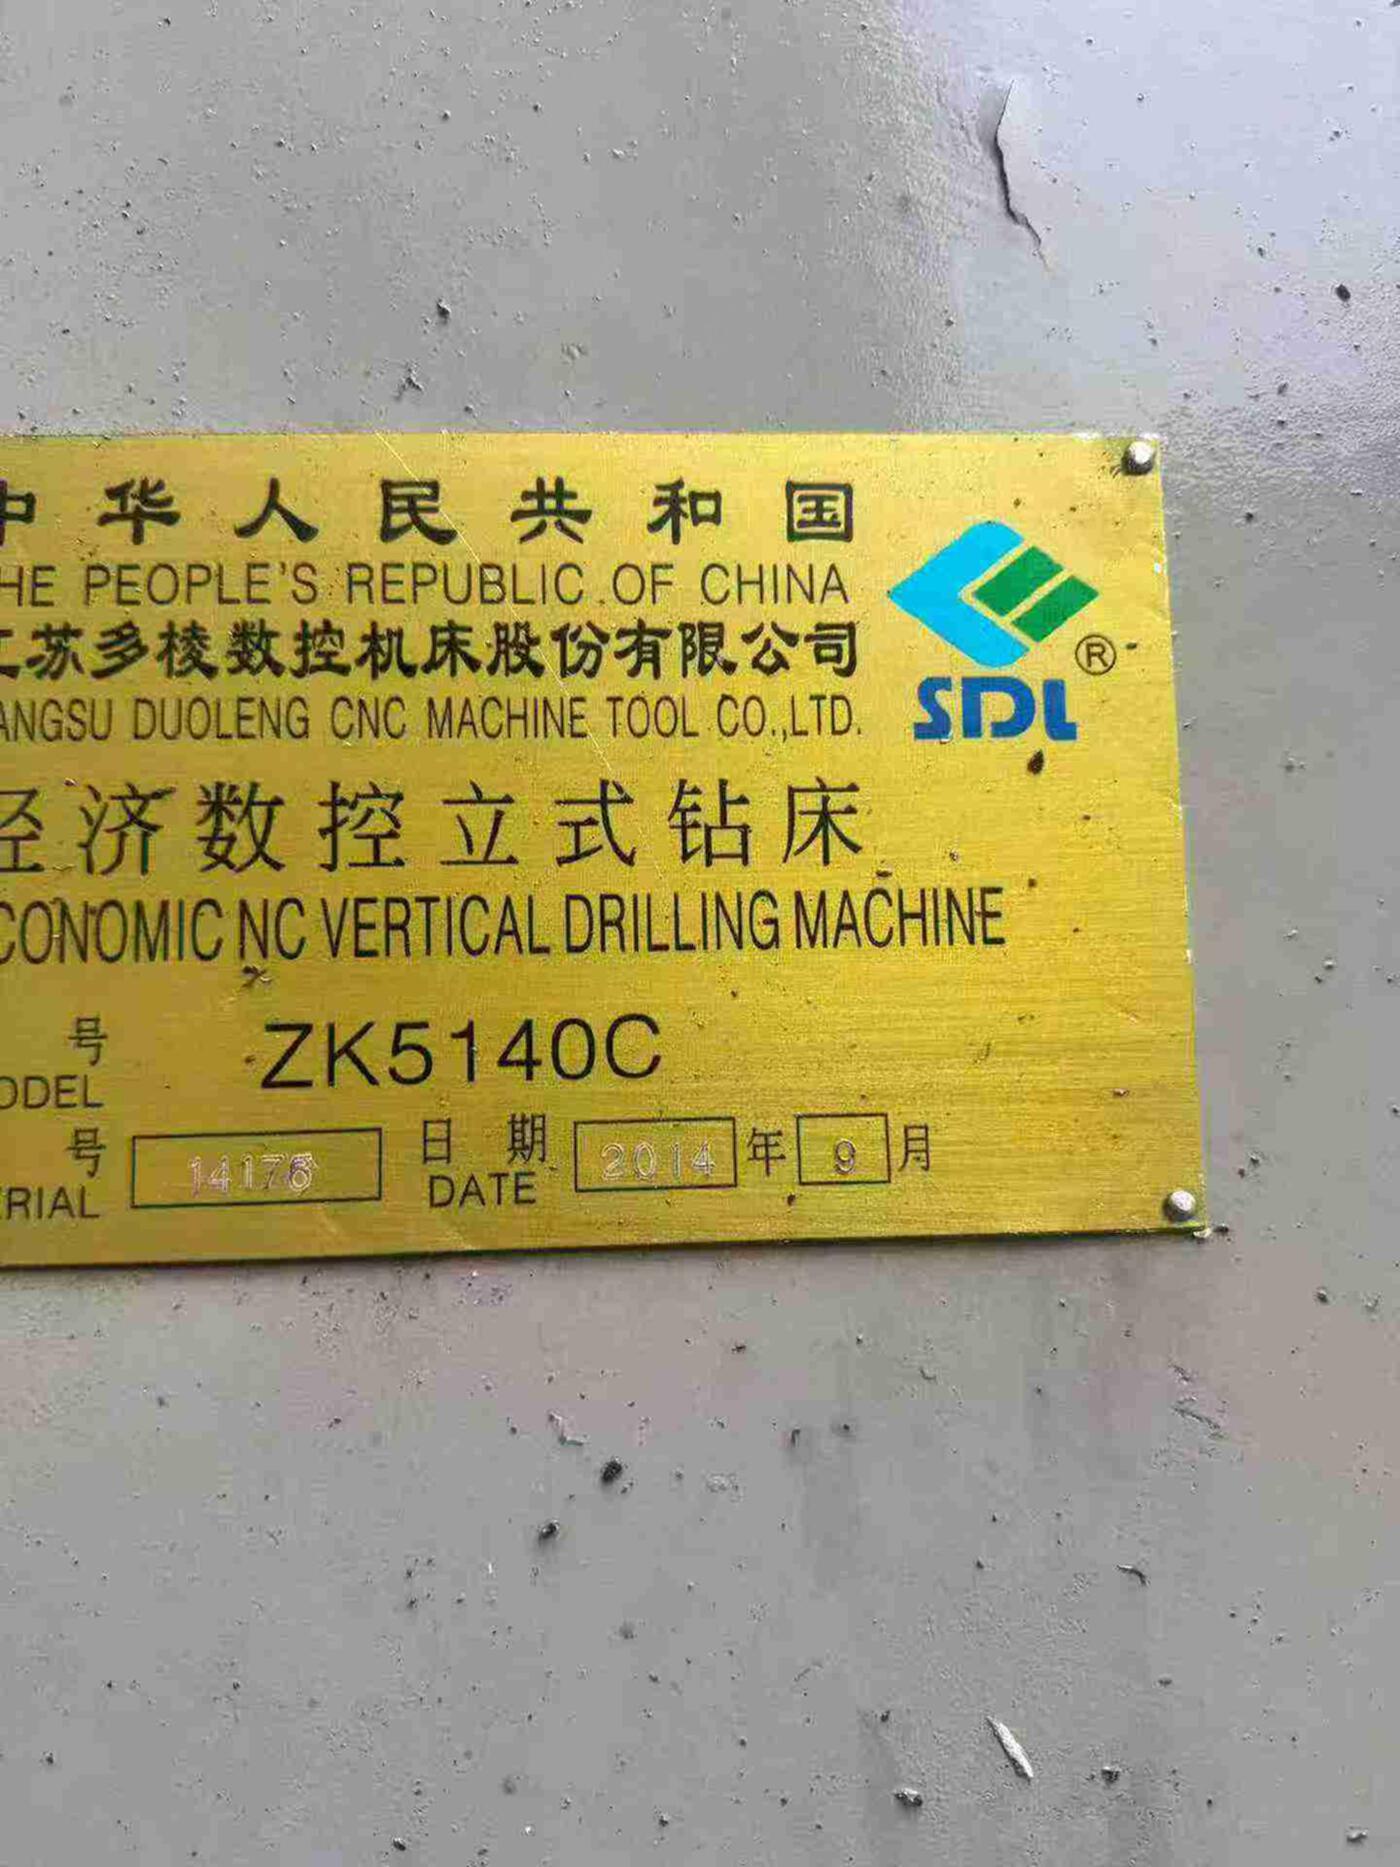 中华人民共和国
HE PEOPLE'S REPUBLIC OF CHINA
江苏多棱数控机床股份有限公司
ANGSU DUOLENG CNC MACHINE TOOL CO.,LTD.
SDL ®
经济数控立式钻床
CONOMIC NC VERTICAL DRILLING MACHINE
号 ZK5140C
ODEL
号 14176 日期 2014 年 9 月
ERIAL DATE